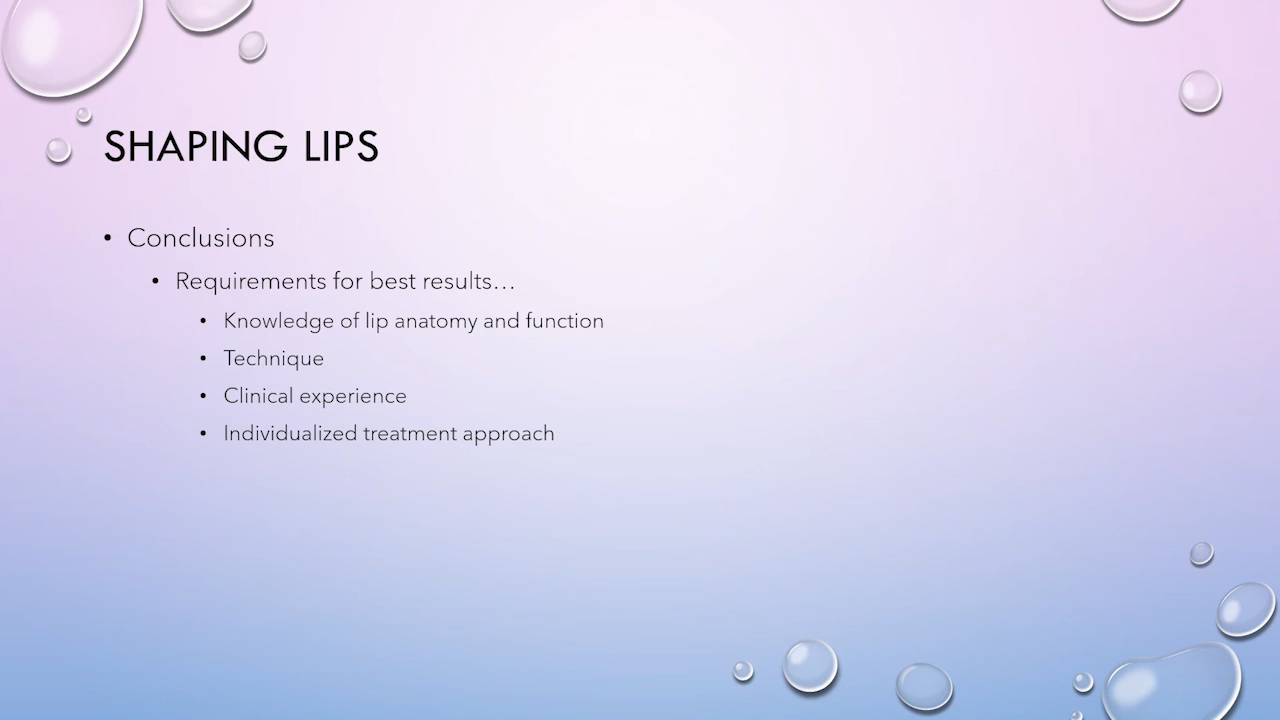 SHAPING LIPS
• Conclusions
• Requirements for best results…
• Knowledge of lip anatomy and function
• Technique
• Clinical experience
• Individualized treatment approach